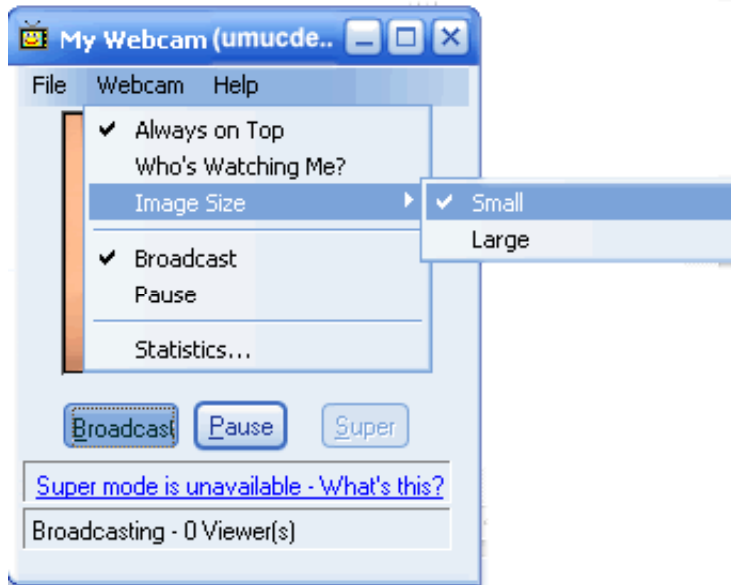 My Webcam (umucde..
File Webcam Help
Always on Top
Who's Watching Me?
Image Size
Small
Large
Broadcast
Pause
Statistics...
Broadcast Pause Super
Super mode is unavailable - What's this?
Broadcasting - 0 Viewer(s)